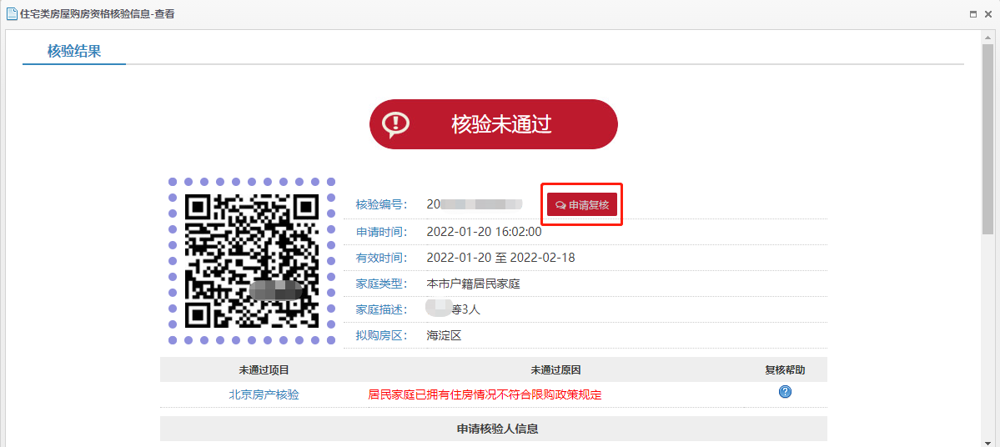 住宅类房屋购房资格核验信息-查看
核验结果
核验未通过
核验编号： 20
申请复核
申请时间： 2022-01-20 16:02:00
有效时间： 2022-01-20 至 2022-02-18
家庭类型： 本市户籍居民家庭
家庭描述： 等3人
拟购房区： 海淀区
未通过项目 未通过原因 复核帮助
北京房产核验 居民家庭已拥有住房情况不符合限购政策规定
申请核验人信息